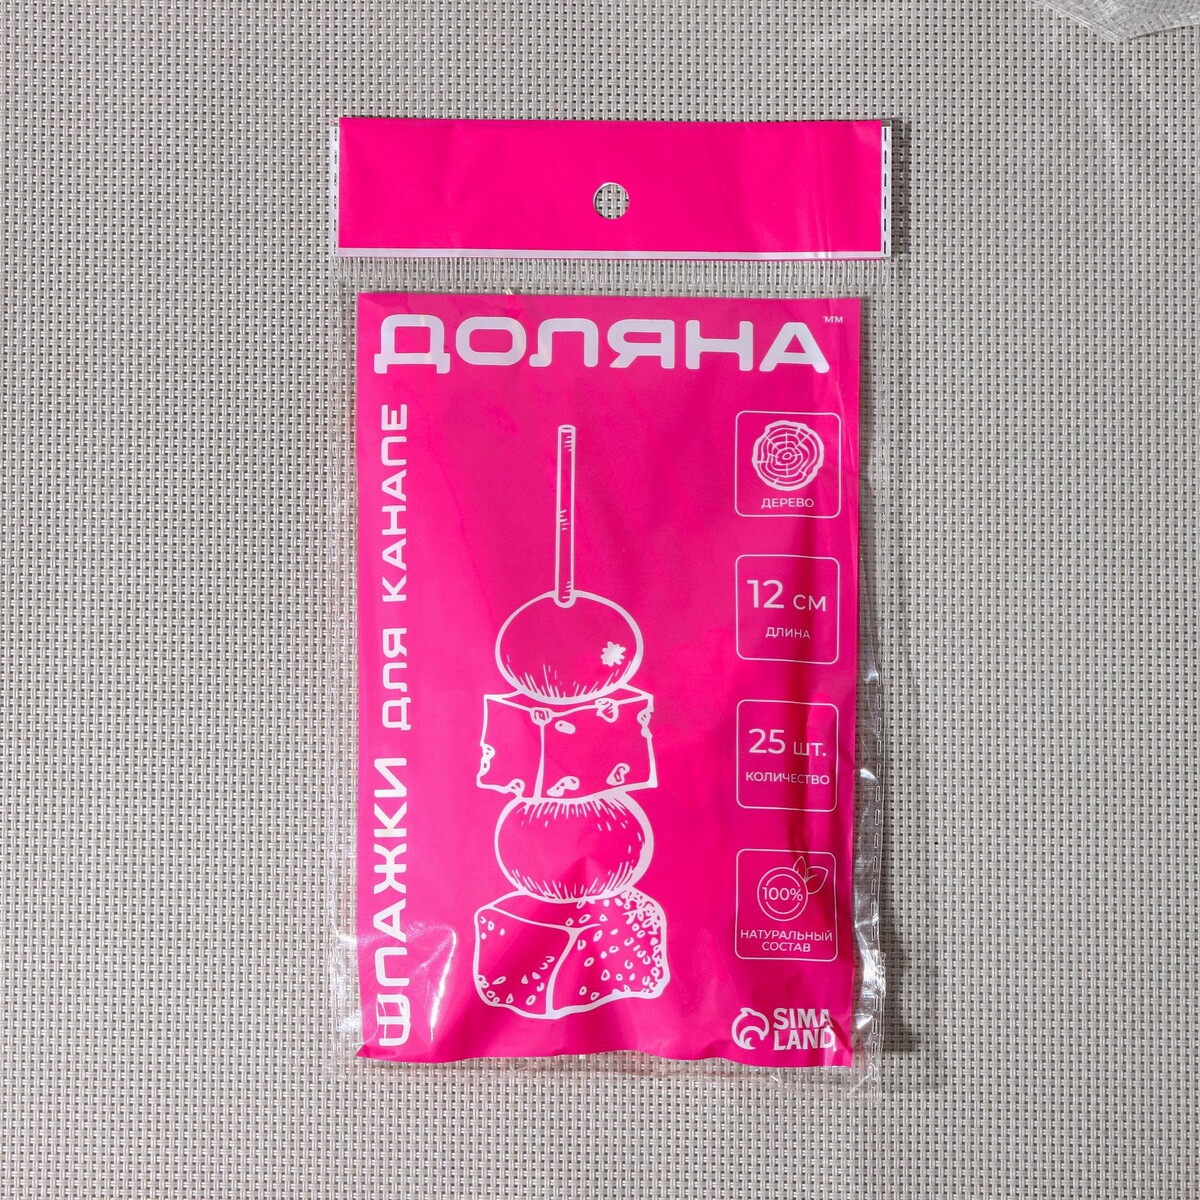 ДОЛЯНА™
ШПАЖКИ ДЛЯ КАНАПЕ
ДЕРЕВО
12 см
ДЛИНА
25 шт.
КОЛИЧЕСТВО
100%
НАТУРАЛЬНЫЙ
СОСТАВ
SIMA
LAND